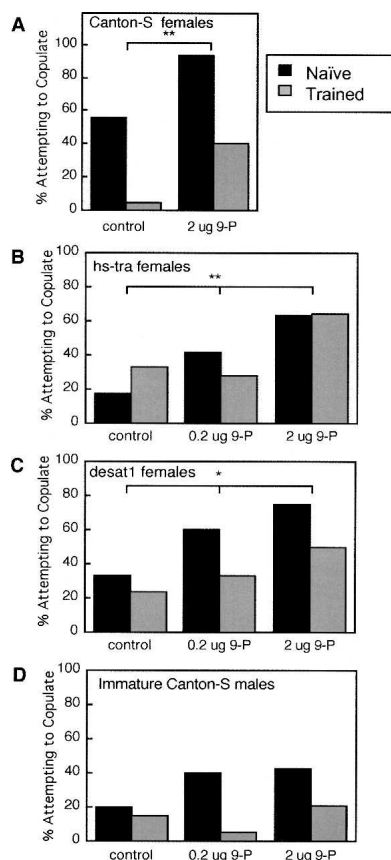 A
Canton-S females
**
100
80
60
40
20
0
% Attempting to Copulate
control 2 ug 9-P
Naïve
Trained
B
hs-tra females
**
100
80
60
40
20
0
% Attempting to Copulate
control 0.2 ug 9-P 2 ug 9-P
C
desat1 females
*
100
80
60
40
20
0
% Attempting to Copulate
control 0.2 ug 9-P 2 ug 9-P
D
Immature Canton-S males
100
80
60
40
20
0
% Attempting to Copulate
control 0.2 ug 9-P 2 ug 9-P